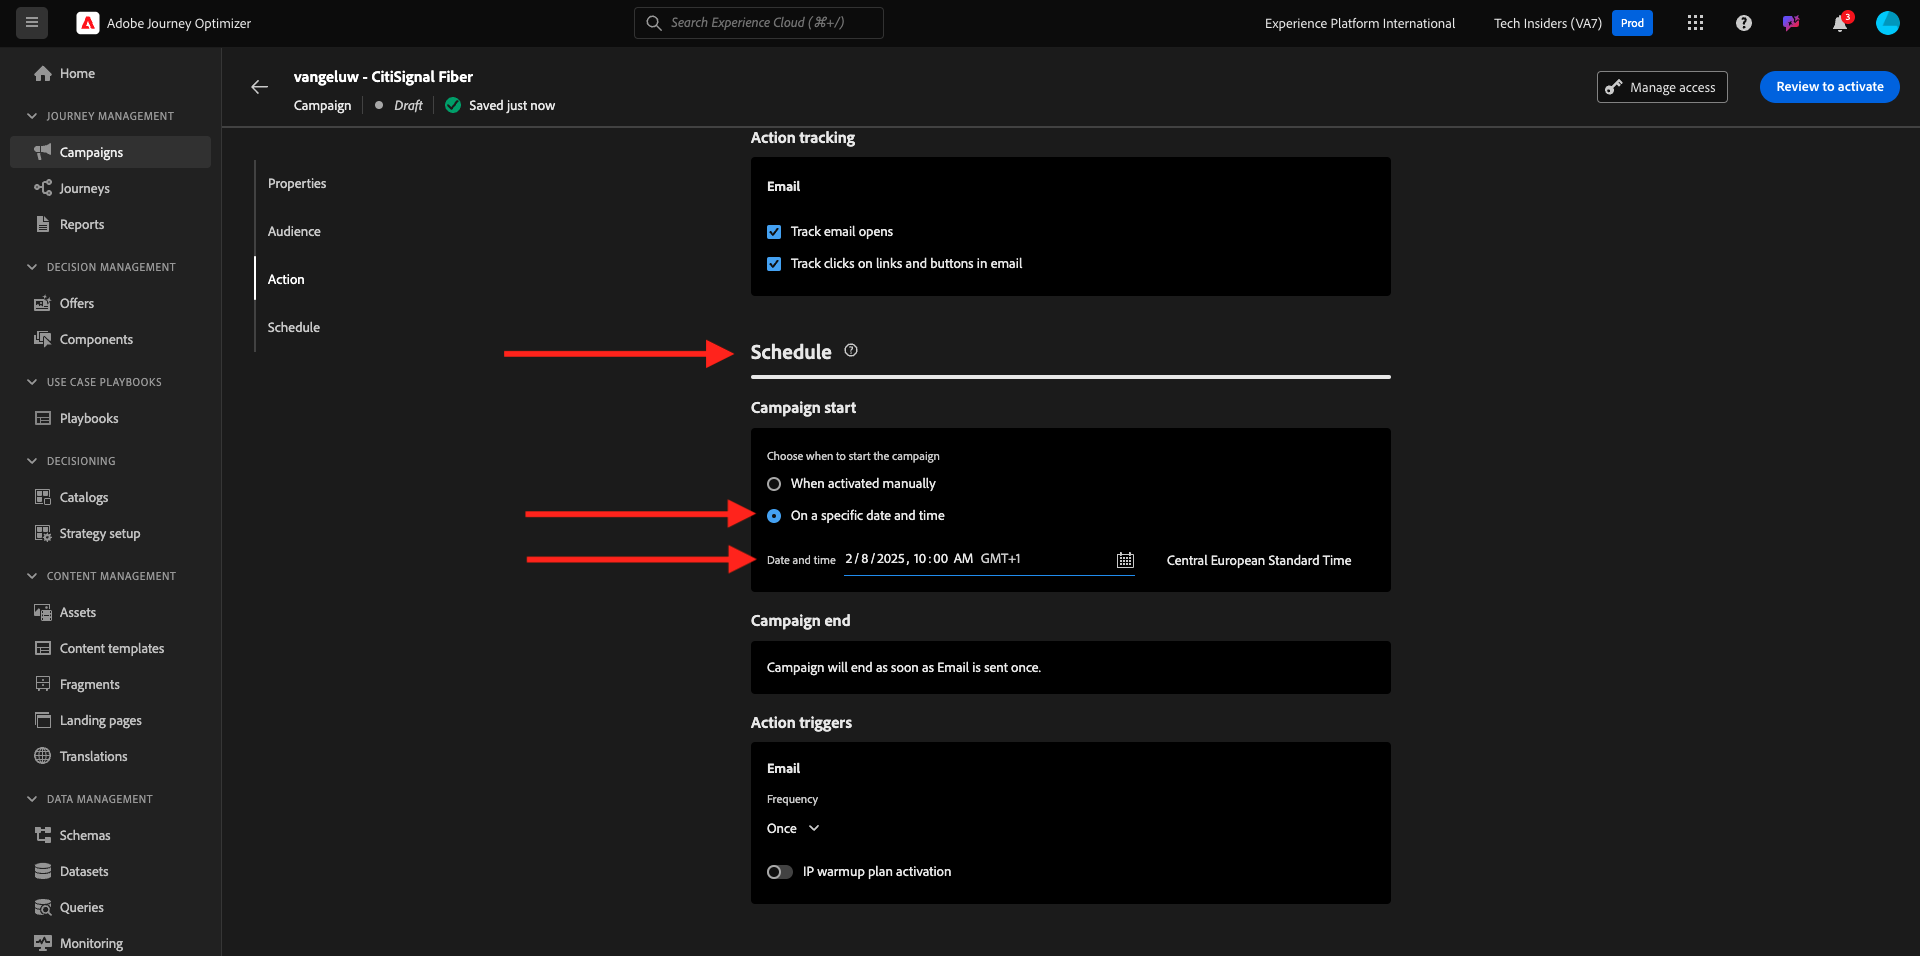 Adobe Journey Optimizer
Search Experience Cloud (⌘+/)
Experience Platform International
Tech Insiders (VA7)
Prod
3
Home
JOURNEY MANAGEMENT
Campaigns
Journeys
Reports
DECISION MANAGEMENT
Offers
Components
USE CASE PLAYBOOKS
Playbooks
DECISIONING
Catalogs
Strategy setup
CONTENT MANAGEMENT
Assets
Content templates
Fragments
Landing pages
Translations
DATA MANAGEMENT
Schemas
Datasets
Queries
Monitoring
vangeluw - CitiSignal Fiber
Campaign
Draft
Saved just now
Manage access
Review to activate
Properties
Audience
Action
Schedule
Action tracking
Email
Track email opens
Track clicks on links and buttons in email
Schedule
Campaign start
Choose when to start the campaign
When activated manually
On a specific date and time
Date and time 2/8/2025, 10:00 AM GMT+1 Central European Standard Time
Campaign end
Campaign will end as soon as Email is sent once.
Action triggers
Email
Frequency
Once
IP warmup plan activation